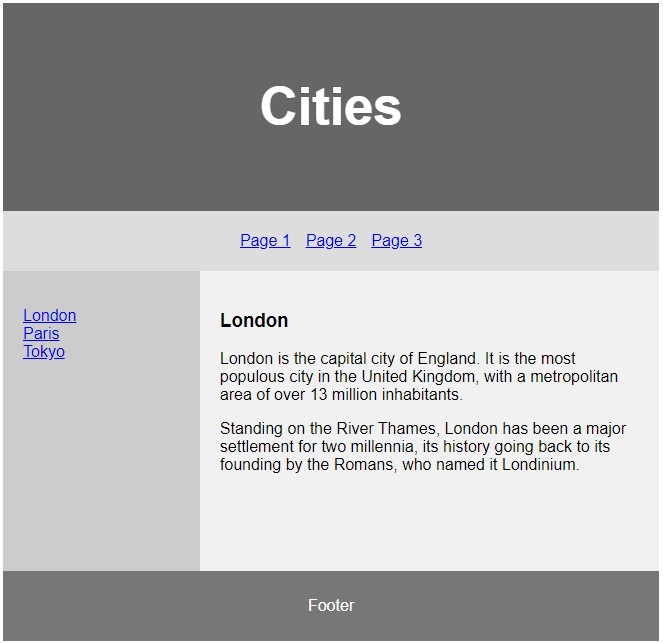 Cities
Page 1 Page 2 Page 3
London
Paris
Tokyo
London
London is the capital city of England. It is the most
populous city in the United Kingdom, with a metropolitan
area of over 13 million inhabitants.
Standing on the River Thames, London has been a major
settlement for two millennia, its history going back to its
founding by the Romans, who named it Londinium.
Footer